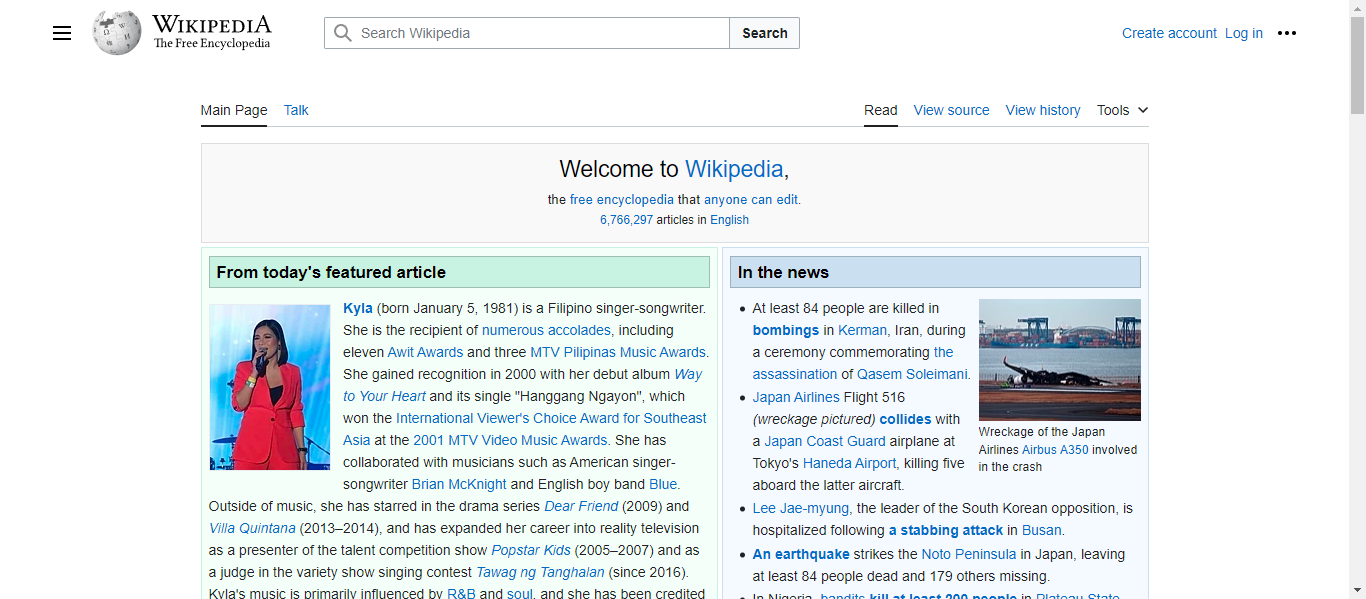 WIKIPEDIA
The Free Encyclopedia
Search Wikipedia
Search
Create account Log in
Main Page Talk
Read View source View history Tools
Welcome to Wikipedia,
the free encyclopedia that anyone can edit.
6,766,297 articles in English
From today's featured article
Kyla (born January 5, 1981) is a Filipino singer-songwriter.
She is the recipient of numerous accolades, including
eleven Awit Awards and three MTV Pilipinas Music Awards.
She gained recognition in 2000 with her debut album Way
to Your Heart and its single "Hanggang Ngayon", which
won the International Viewer's Choice Award for Southeast
Asia at the 2001 MTV Video Music Awards. She has
collaborated with musicians such as American singer-
songwriter Brian McKnight and English boy band Blue.
Outside of music, she has starred in the drama series Dear Friend (2009) and
Villa Quintana (2013–2014), and has expanded her career into reality television
as a presenter of the talent competition show Popstar Kids (2005–2007) and as
a judge in the variety show singing contest Tawag ng Tanghalan (since 2016).
Kyla's music is primarily influenced by R&B and soul, and she has been credited
In the news
• At least 84 people are killed in
bombings in Kerman, Iran, during
a ceremony commemorating the
assassination of Qasem Soleimani.
• Japan Airlines Flight 516
(wreckage pictured) collides with
a Japan Coast Guard airplane at
Tokyo's Haneda Airport, killing five
aboard the latter aircraft.
Wreckage of the Japan
Airlines Airbus A350 involved
in the crash
• Lee Jae-myung, the leader of the South Korean opposition, is
hospitalized following a stabbing attack in Busan.
• An earthquake strikes the Noto Peninsula in Japan, leaving
at least 84 people dead and 179 others missing.
• In Nigeria, bandits kill at least 200 people in Plateau State